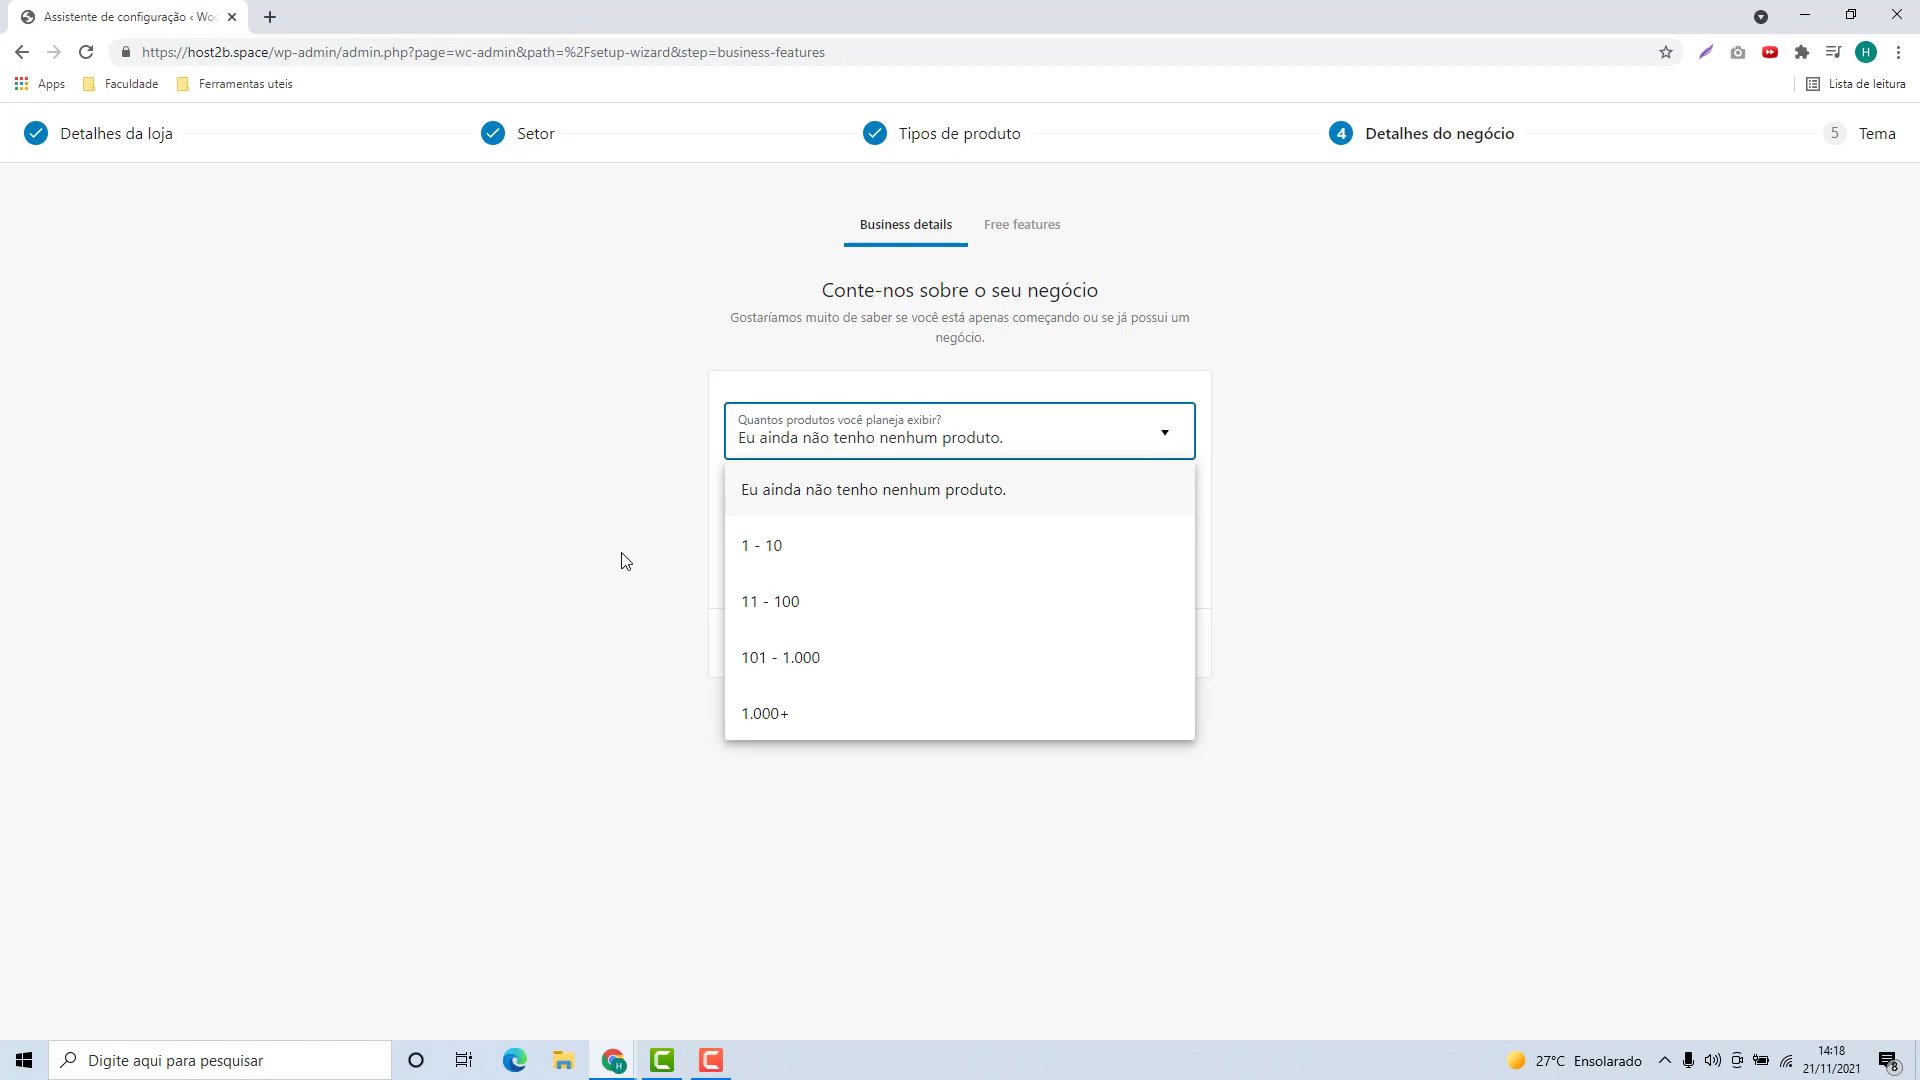 Assistente de configuração ‹ Woo
https://host2b.space/wp-admin/admin.php?page=wc-admin&path=%2Fsetup-wizard&step=business-features
H
Apps
Faculdade
Ferramentas uteis
Lista de leitura
Detalhes da loja
Setor
Tipos de produto
4 Detalhes do negócio
5 Tema
Business details
Free features
Conte-nos sobre o seu negócio
Gostaríamos muito de saber se você está apenas começando ou se já possui um
negócio.
Quantos produtos você planeja exibir?
Eu ainda não tenho nenhum produto.
Eu ainda não tenho nenhum produto.
1 - 10
11 - 100
101 - 1.000
1.000+
Digite aqui para pesquisar
27°C Ensolarado
14:18
21/11/2021
8